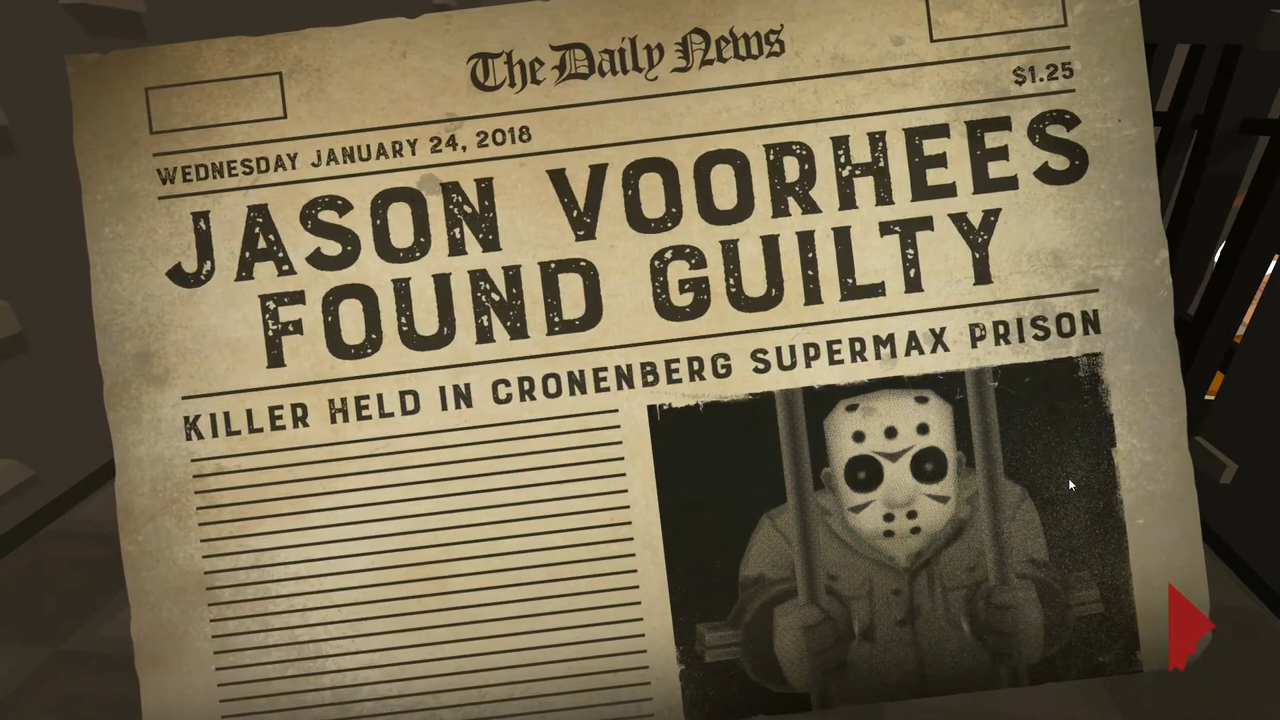 The Daily News
WEDNESDAY JANUARY 24, 2018
$1.25
JASON VOORHEES
FOUND GUILTY
KILLER HELD IN CRONENBERG SUPERMAX PRISON